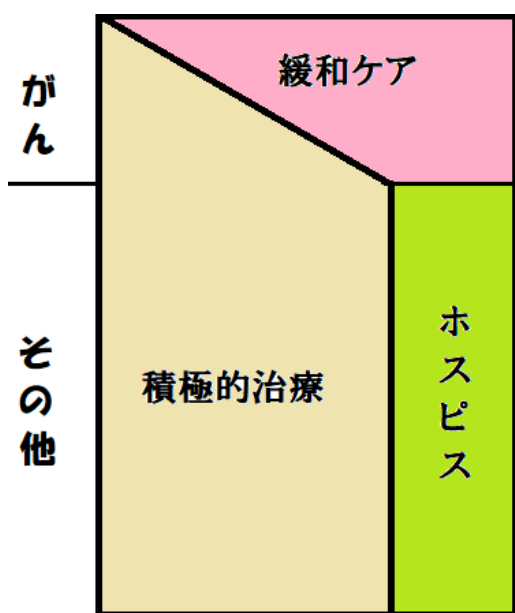 緩和ケア
がん
その他
積極的治療
ホスピス